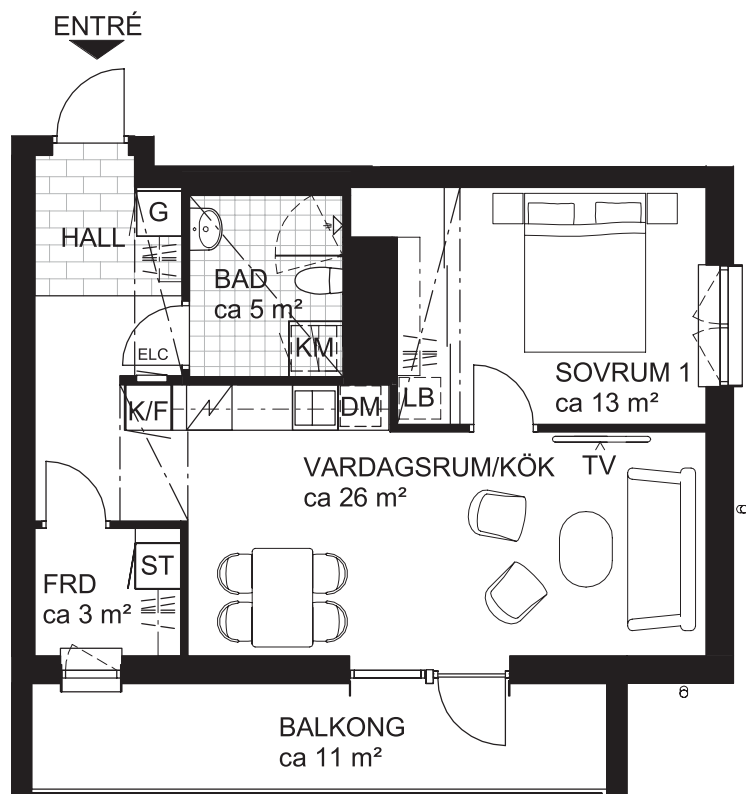 ENTRÉ
G
HALL
BAD
ca 5 m²
KM
ELC
SOVRUM 1
ca 13 m²
K/F
DM
LB
VARDAGSRUM/KÖK
ca 26 m²
TV
ST
FRD
ca 3 m²
BALKONG
ca 11 m²